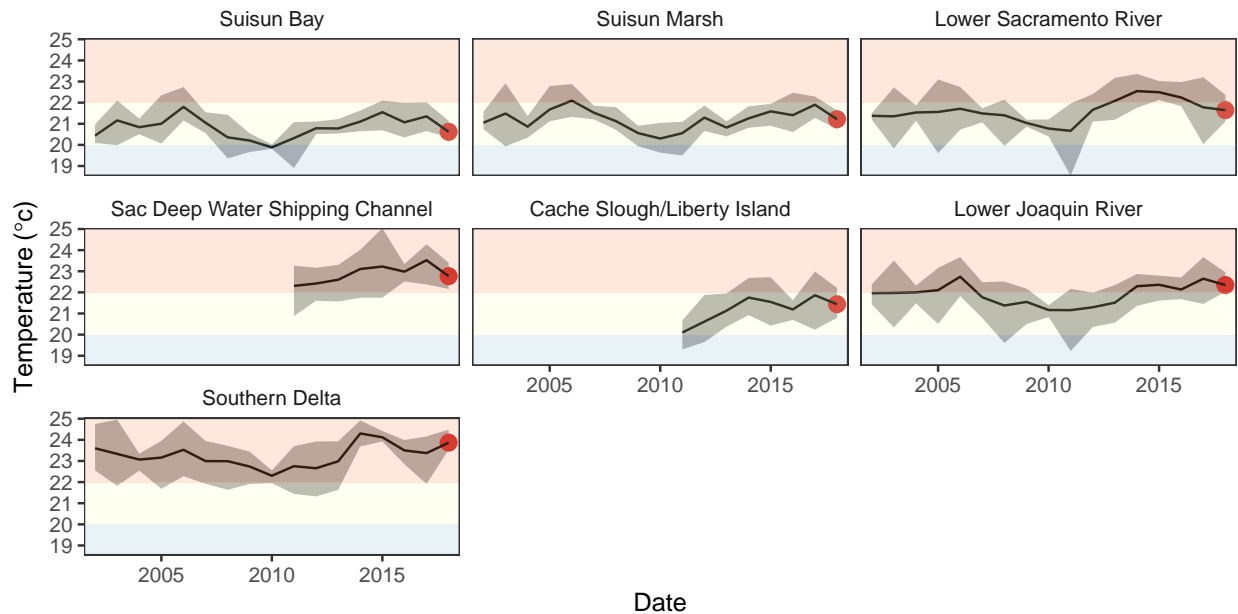 Suisun Bay
Suisun Marsh
Lower Sacramento River
25
24
23
22
21
20
19
Sac Deep Water Shipping Channel
Cache Slough/Liberty Island
Lower Joaquin River
25
24
23
22
21
20
19
2005 2010 2015
2005 2010 2015
Southern Delta
25
24
23
22
21
20
19
2005 2010 2015
Temperature (°c)
Date